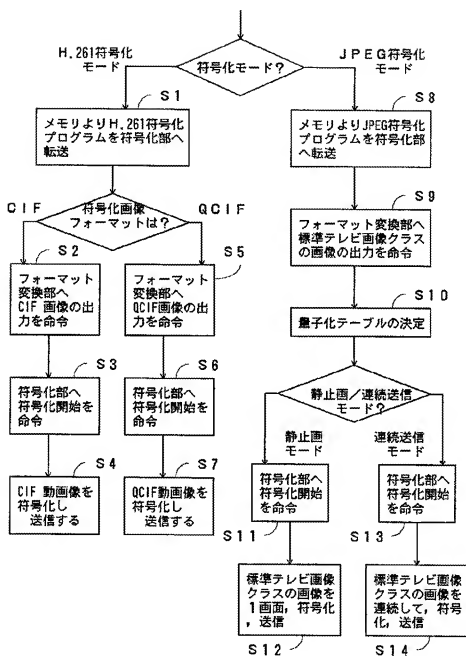 H.261符号化
モード
符号化モード?
JPEG符号化
モード
S1
メモリよりH.261符号化
プログラムを符号化部へ
転送
S8
メモリよりJPEG符号化
プログラムを符号化部
へ転送
CIF
符号化画像
フォーマットは?
QCIF
S9
フォーマット変換部へ
標準テレビ画像クラス
の画像の出力を命令
S2
フォーマット
変換部へ
CIF 画像の出
力を命令
S5
フォーマット
変換部へ
QCIF画像の出
力を命令
S10
量子化テーブルの決定
S3
符号化部へ
符号化開始を
命令
S6
符号化部へ
符号化開始を
命令
静止画/連続送信
モード?
静止画
モード
連続送信
モード
S4
CIF 動画像を
符号化し
送信する
S7
QCIF動画像を
符号化し
送信する
符号化部へ
符号化開始
を命令
S11
符号化部へ
符号化開始
を命令
S13
標準テレビ画像
クラスの画像を
1画面,符号化
,送信
S12
標準テレビ画像
クラスの画像を
連続して,符号
化,送信
S14